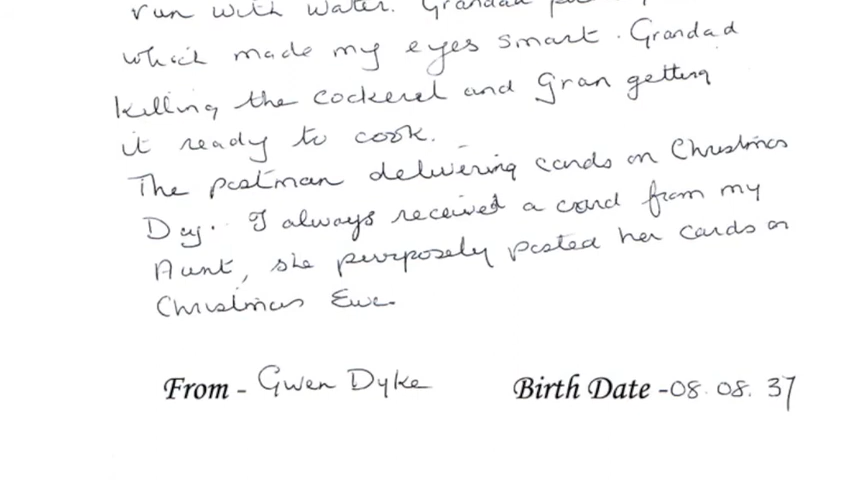 run with water. Grandad
which made my eyes smart. Grandad
killing the cockerel and Gran getting
it ready to cook.
The postman delivering cards on Christmas
Day. I always received a card from my
Aunt, she purposely posted her cards on
Christmas Eve.
From - Gwen Dyke Birth Date - 08.08.37